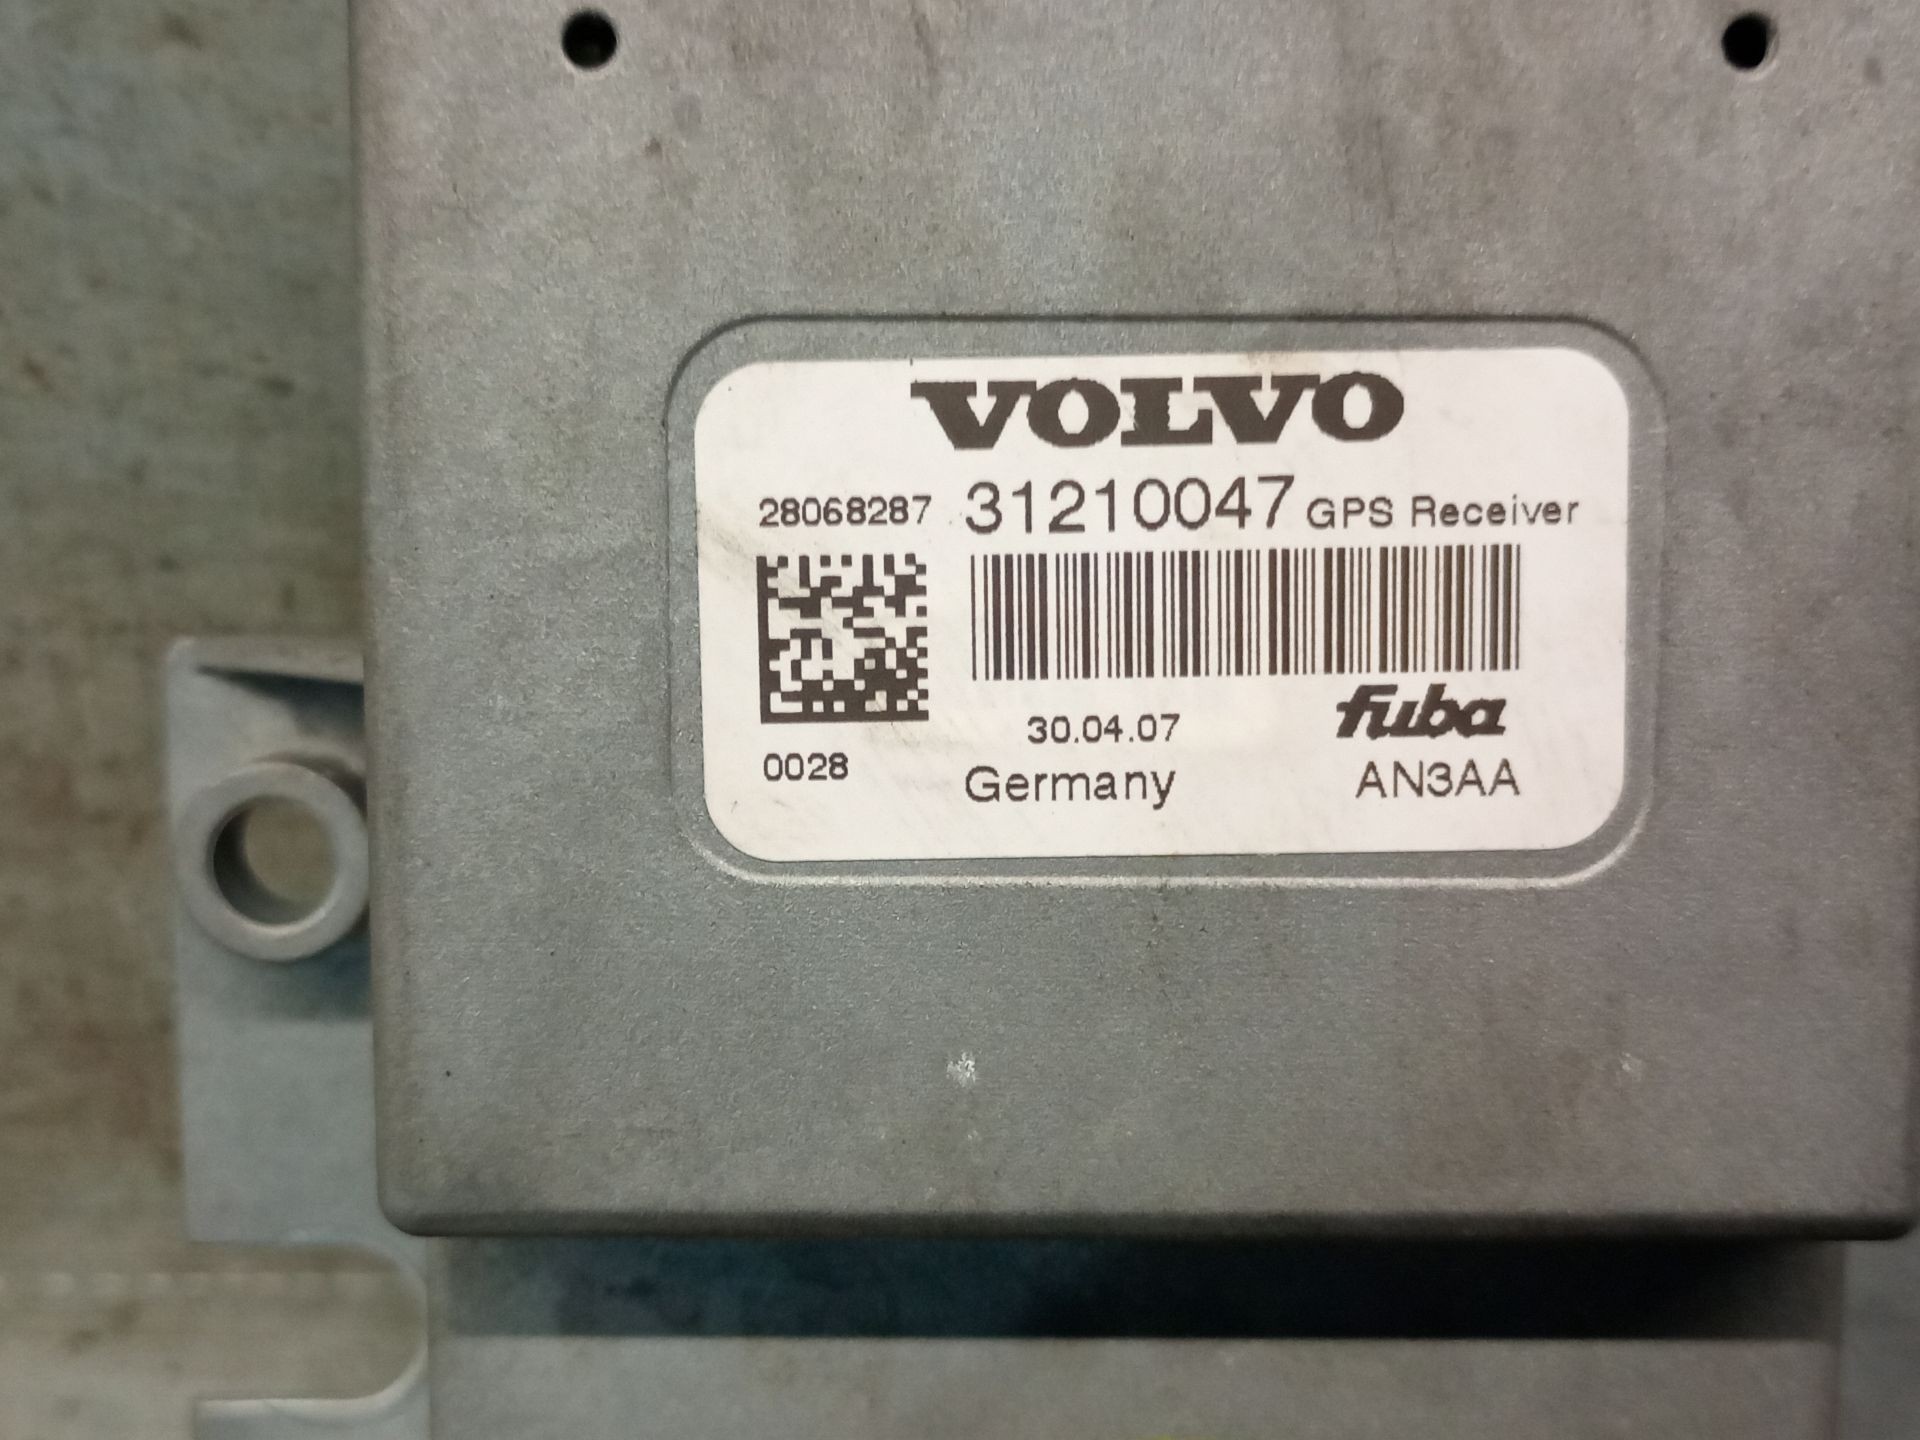 VOLVO
28068287 31210047 GPS Receiver
30.04.07 fuba
0028 Germany AN3AA